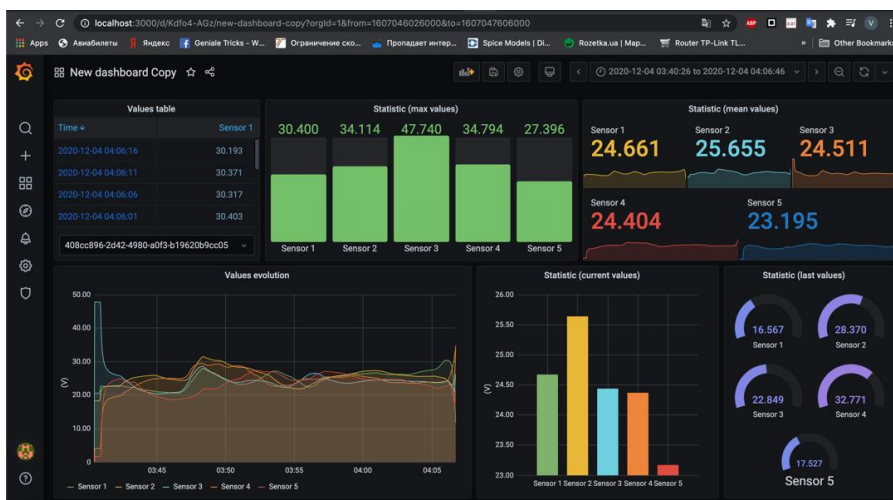 localhost:3000/d/Kdfo4-AGz/new-dashboard-copy?orgId=1&from=1607046026000&to=1607047606000
Apps Авиабилеты Яндекс Geniale Tricks - W... Ограничение ско... Пропадает интер... Spice Models | Di... Rozetka.ua | Мар... Router TP-Link TL... » Other Bookmarks
New dashboard Copy
2020-12-04 03:40:26 to 2020-12-04 04:06:46
Values table
Time Sensor 1
2020-12-04 04:06:16 30.193
2020-12-04 04:06:11 30.371
2020-12-04 04:06:06 30.317
2020-12-04 04:06:01 30.403
408cc896-2d42-4980-a0f3-b19620b9cc05
Statistic (max values)
30.400 34.114 47.740 34.794 27.396
Sensor 1 Sensor 2 Sensor 3 Sensor 4 Sensor 5
Statistic (mean values)
Sensor 1 Sensor 2 Sensor 3
24.661 25.655 24.511
Sensor 4 Sensor 5
24.404 23.195
Values evolution
50.00
40.00
30.00
(V)
20.00
10.00
0
03:45 03:50 03:55 04:00 04:05
Sensor 1 Sensor 2 Sensor 3 Sensor 4 Sensor 5
Statistic (current values)
26.00
25.50
25.00
24.50
(V)
24.00
23.50
23.00
Sensor 1 Sensor 2 Sensor 3 Sensor 4 Sensor 5
Statistic (last values)
16.567 28.370
Sensor 1 Sensor 2
22.849 32.771
Sensor 3 Sensor 4
17.527
Sensor 5